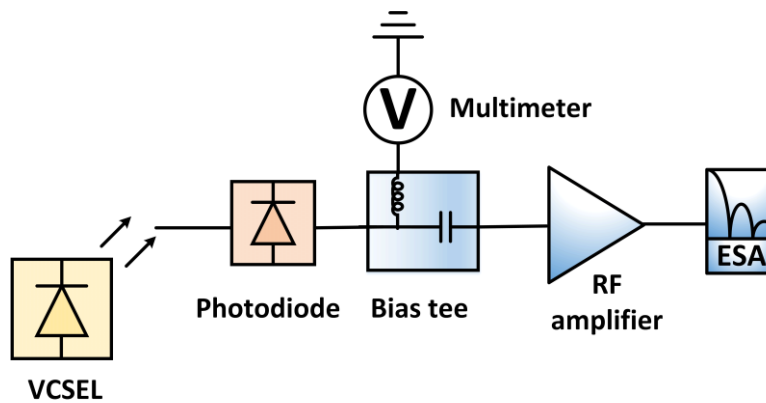 V
Multimeter
ESA
Photodiode
Bias tee
RF
amplifier
VCSEL